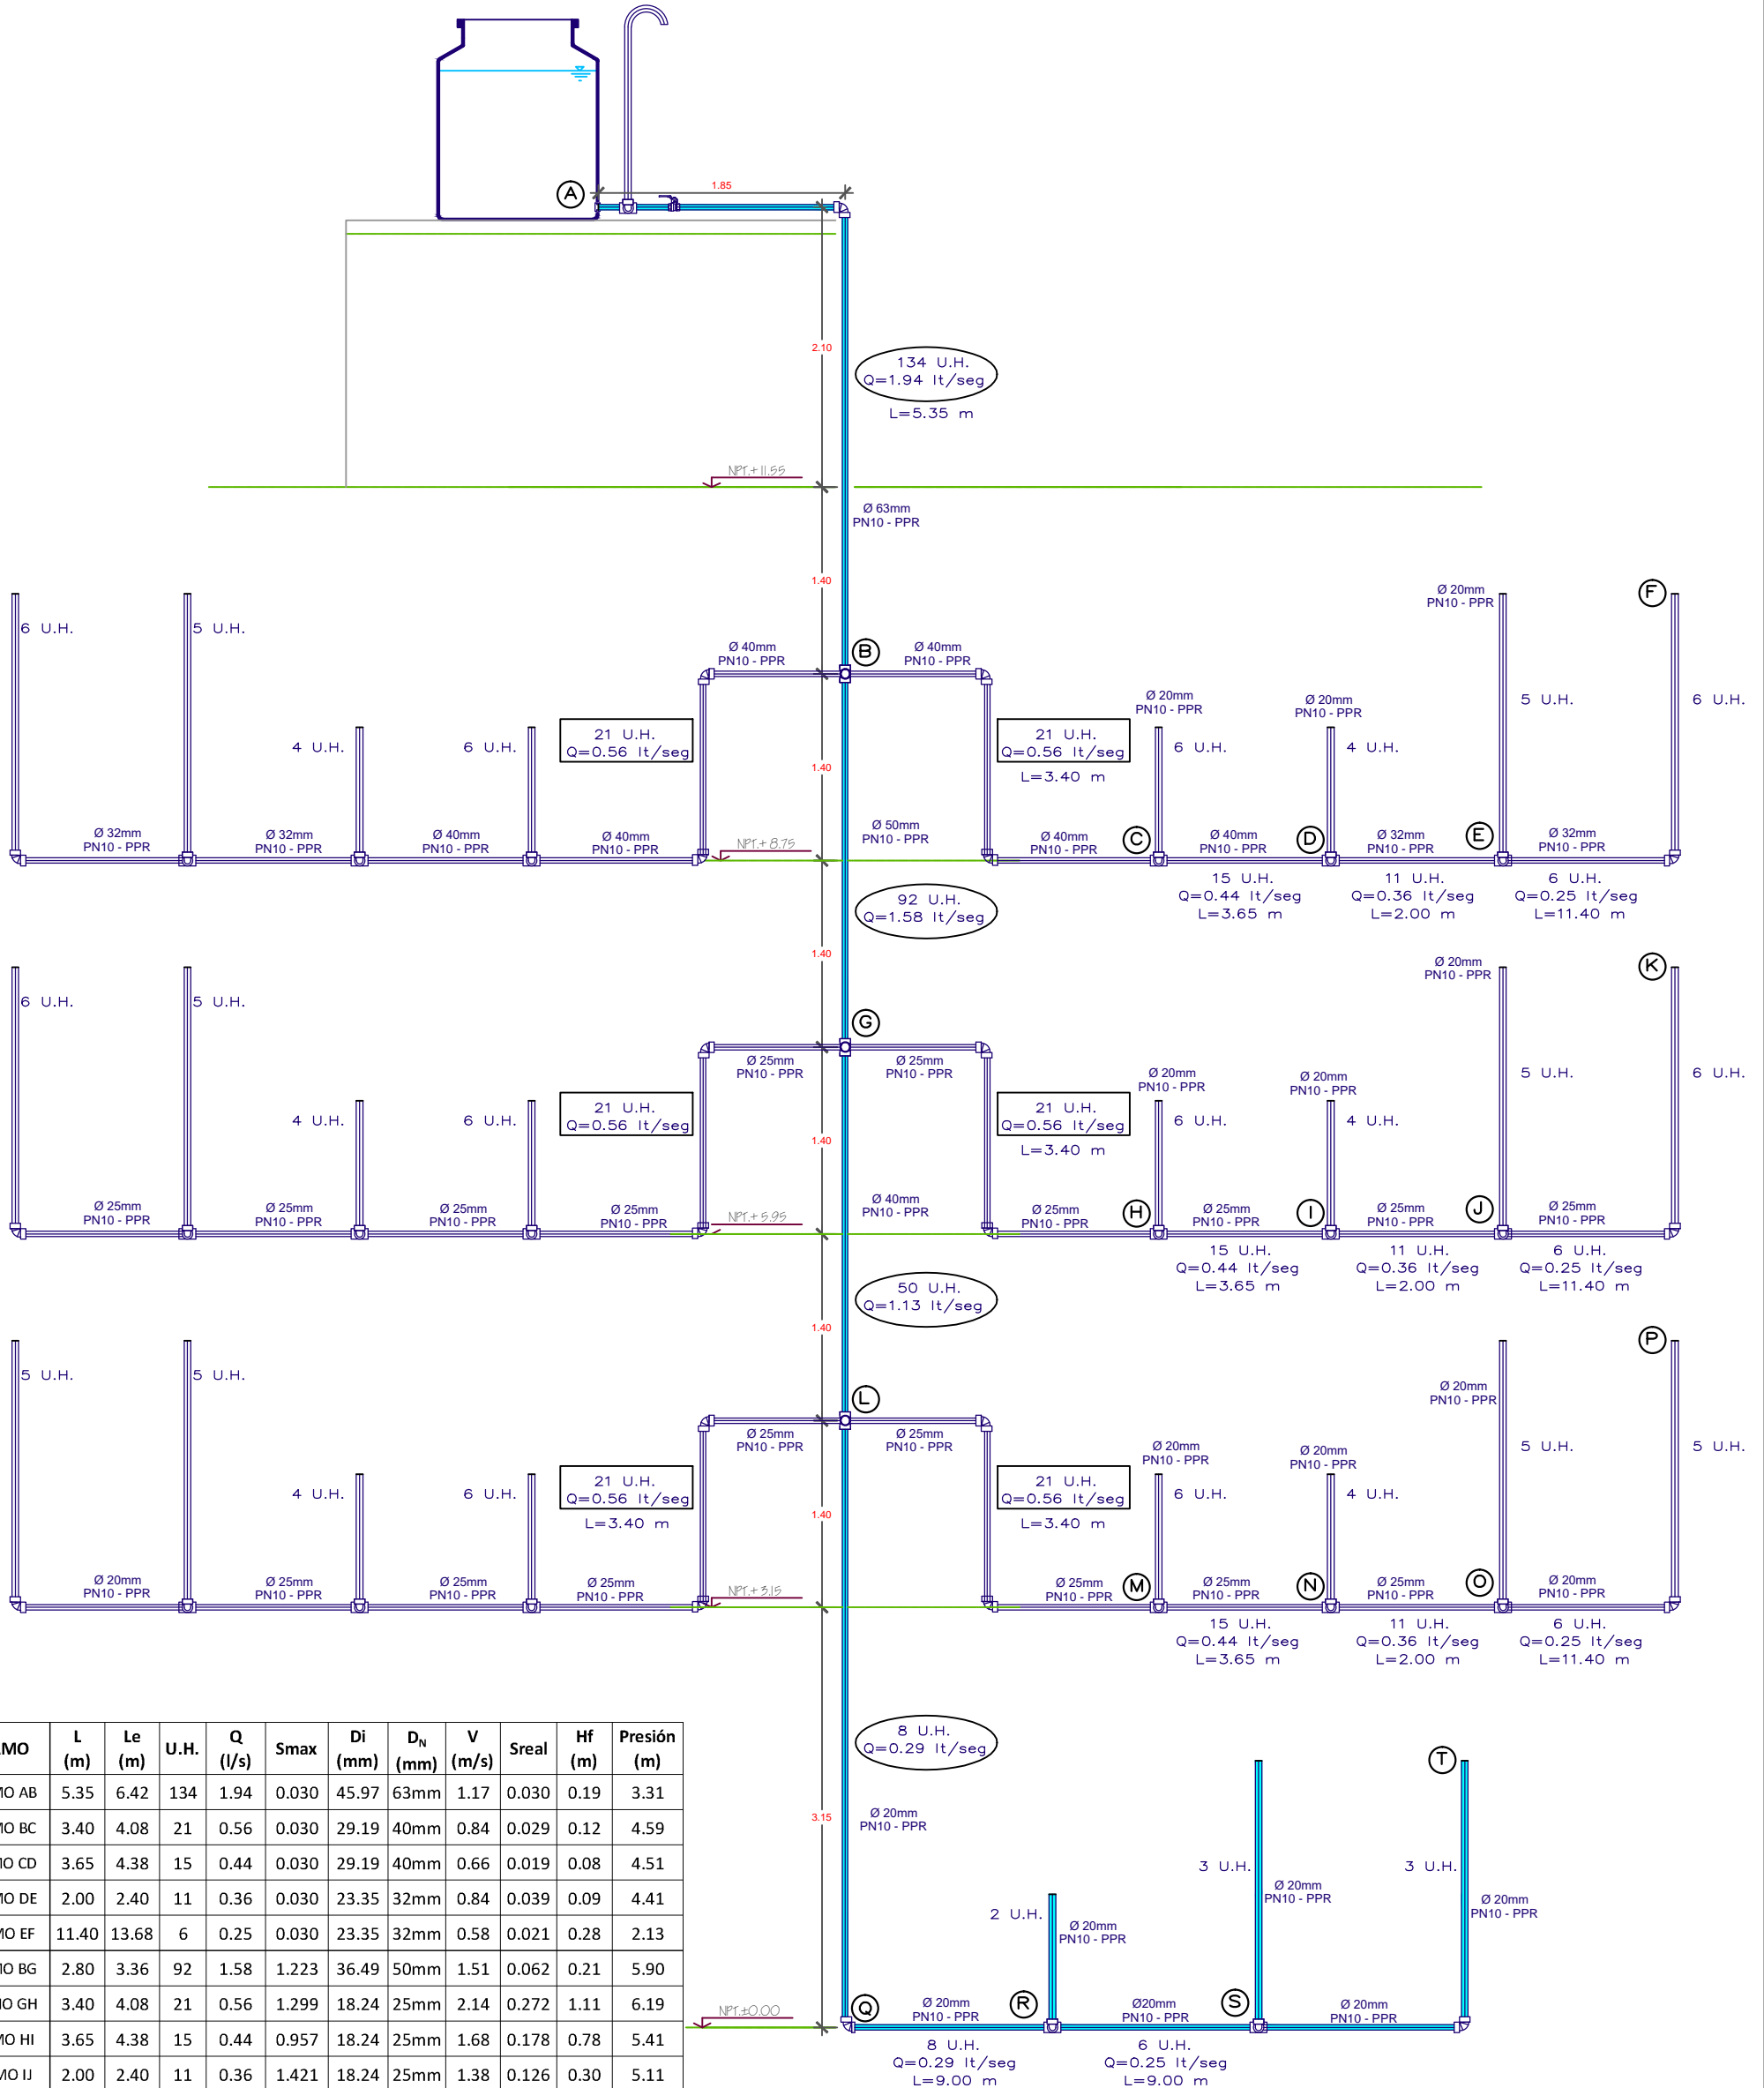 A
1.85
2.10
134 U.H.
Q=1.94 lt/seg
L=5.35 m
NPT.+11.55
Ø 63mm
PN10 - PPR
1.40
6 U.H.
5 U.H.
4 U.H.
6 U.H.
Ø 40mm
PN10 - PPR
B
Ø 40mm
PN10 - PPR
21 U.H.
Q=0.56 lt/seg
1.40
21 U.H.
Q=0.56 lt/seg
L=3.40 m
Ø 20mm
PN10 - PPR
6 U.H.
Ø 20mm
PN10 - PPR
4 U.H.
Ø 20mm
PN10 - PPR
5 U.H.
F
6 U.H.
Ø 32mm
PN10 - PPR
Ø 32mm
PN10 - PPR
Ø 40mm
PN10 - PPR
Ø 40mm
PN10 - PPR
NPT.+ 8.75
Ø 50mm
PN10 - PPR
Ø 40mm
PN10 - PPR
C
Ø 40mm
PN10 - PPR
D
Ø 32mm
PN10 - PPR
E
Ø 32mm
PN10 - PPR
15 U.H.
Q=0.44 lt/seg
L=3.65 m
11 U.H.
Q=0.36 lt/seg
L=2.00 m
6 U.H.
Q=0.25 lt/seg
L=11.40 m
92 U.H.
Q=1.58 lt/seg
1.40
6 U.H.
5 U.H.
4 U.H.
6 U.H.
G
Ø 25mm
PN10 - PPR
Ø 25mm
PN10 - PPR
21 U.H.
Q=0.56 lt/seg
1.40
21 U.H.
Q=0.56 lt/seg
L=3.40 m
Ø 20mm
PN10 - PPR
6 U.H.
Ø 20mm
PN10 - PPR
4 U.H.
Ø 20mm
PN10 - PPR
5 U.H.
K
6 U.H.
Ø 25mm
PN10 - PPR
Ø 25mm
PN10 - PPR
Ø 25mm
PN10 - PPR
Ø 25mm
PN10 - PPR
NPT.+ 5.95
Ø 40mm
PN10 - PPR
Ø 25mm
PN10 - PPR
H
Ø 25mm
PN10 - PPR
I
Ø 25mm
PN10 - PPR
J
Ø 25mm
PN10 - PPR
15 U.H.
Q=0.44 lt/seg
L=3.65 m
11 U.H.
Q=0.36 lt/seg
L=2.00 m
6 U.H.
Q=0.25 lt/seg
L=11.40 m
50 U.H.
Q=1.13 lt/seg
1.40
5 U.H.
5 U.H.
4 U.H.
6 U.H.
L
Ø 25mm
PN10 - PPR
Ø 25mm
PN10 - PPR
21 U.H.
Q=0.56 lt/seg
L=3.40 m
1.40
21 U.H.
Q=0.56 lt/seg
L=3.40 m
Ø 20mm
PN10 - PPR
6 U.H.
Ø 20mm
PN10 - PPR
4 U.H.
Ø 20mm
PN10 - PPR
5 U.H.
P
5 U.H.
Ø 20mm
PN10 - PPR
Ø 25mm
PN10 - PPR
Ø 25mm
PN10 - PPR
Ø 25mm
PN10 - PPR
NPT.+ 3.15
Ø 25mm
PN10 - PPR
M
Ø 25mm
PN10 - PPR
N
Ø 25mm
PN10 - PPR
O
Ø 20mm
PN10 - PPR
15 U.H.
Q=0.44 lt/seg
L=3.65 m
11 U.H.
Q=0.36 lt/seg
L=2.00 m
6 U.H.
Q=0.25 lt/seg
L=11.40 m
8 U.H.
Q=0.29 lt/seg
3.15
Ø 20mm
PN10 - PPR
2 U.H.
Ø 20mm
PN10 - PPR
3 U.H.
Ø 20mm
PN10 - PPR
T
3 U.H.
Ø 20mm
PN10 - PPR
NPT.±0.00
Q
Ø 20mm
PN10 - PPR
R
Ø20mm
PN10 - PPR
S
Ø 20mm
PN10 - PPR
8 U.H.
Q=0.29 lt/seg
L=9.00 m
6 U.H.
Q=0.25 lt/seg
L=9.00 m
MO L (m) Le (m) U.H. Q (l/s) Smax Di (mm) DN (mm) V (m/s) Sreal Hf (m) Presión (m)
MO AB 5.35 6.42 134 1.94 0.030 45.97 63mm 1.17 0.030 0.19 3.31
MO BC 3.40 4.08 21 0.56 0.030 29.19 40mm 0.84 0.029 0.12 4.59
MO CD 3.65 4.38 15 0.44 0.030 29.19 40mm 0.66 0.019 0.08 4.51
MO DE 2.00 2.40 11 0.36 0.030 23.35 32mm 0.84 0.039 0.09 4.41
MO EF 11.40 13.68 6 0.25 0.030 23.35 32mm 0.58 0.021 0.28 2.13
MO BG 2.80 3.36 92 1.58 1.223 36.49 50mm 1.51 0.062 0.21 5.90
MO GH 3.40 4.08 21 0.56 1.299 18.24 25mm 2.14 0.272 1.11 6.19
MO HI 3.65 4.38 15 0.44 0.957 18.24 25mm 1.68 0.178 0.78 5.41
MO IJ 2.00 2.40 11 0.36 1.421 18.24 25mm 1.38 0.126 0.30 5.11